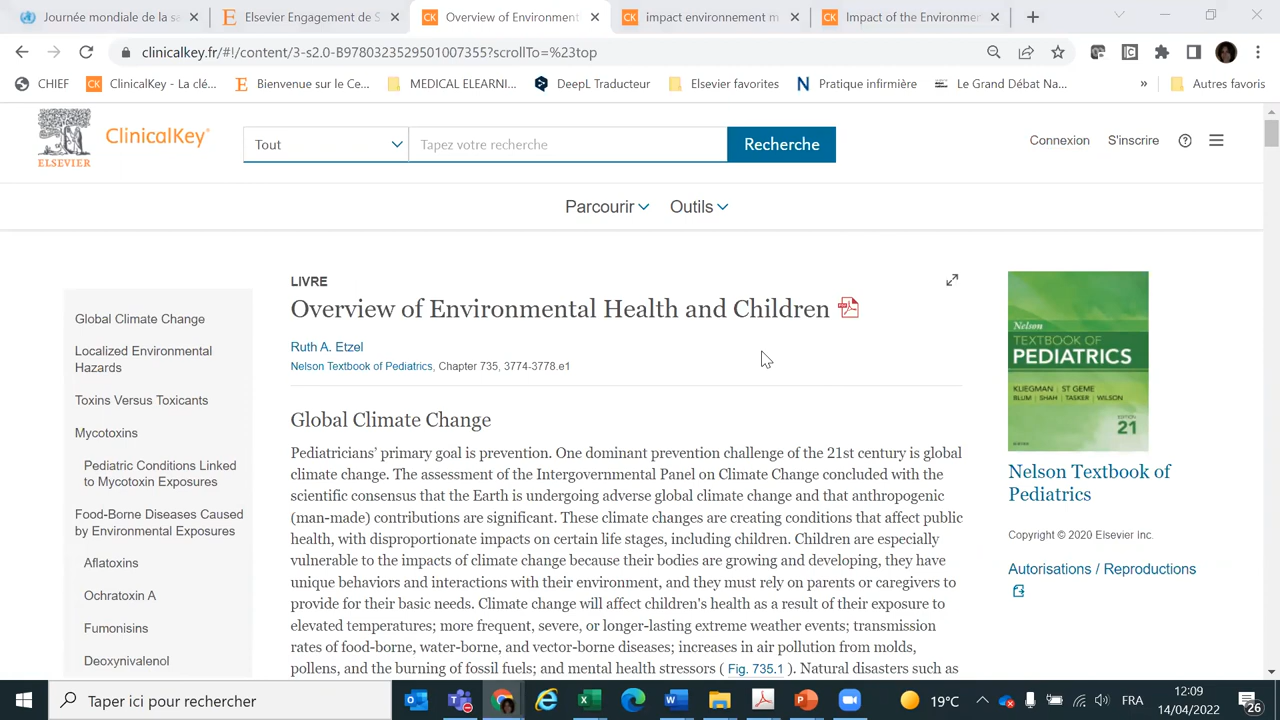 Journée mondiale de la sa
Elsevier Engagement de S
Overview of Environment
impact environnement m
Impact of the Environmen
clinicalkey.fr/#!/content/3-s2.0-B9780323529501007355?scrollTo=%23top
CHIEF
ClinicalKey - La clé...
Bienvenue sur le Ce...
MEDICAL ELEARNI...
DeepL Traducteur
Elsevier favorites
Pratique infirmière
Le Grand Débat Na...
»
Autres favoris
ELSEVIER
ClinicalKey®
Tout
Tapez votre recherche
Recherche
Connexion
S'inscrire
Parcourir
Outils
Global Climate Change
Localized Environmental
Hazards
Toxins Versus Toxicants
Mycotoxins
Pediatric Conditions Linked
to Mycotoxin Exposures
Food-Borne Diseases Caused
by Environmental Exposures
Aflatoxins
Ochratoxin A
Fumonisins
Deoxynivalenol
LIVRE
Overview of Environmental Health and Children
Ruth A. Etzel
Nelson Textbook of Pediatrics, Chapter 735, 3774-3778.e1
Global Climate Change
Pediatricians’ primary goal is prevention. One dominant prevention challenge of the 21st century is global
climate change. The assessment of the Intergovernmental Panel on Climate Change concluded with the
scientific consensus that the Earth is undergoing adverse global climate change and that anthropogenic
(man-made) contributions are significant. These climate changes are creating conditions that affect public
health, with disproportionate impacts on certain life stages, including children. Children are especially
vulnerable to the impacts of climate change because their bodies are growing and developing, they have
unique behaviors and interactions with their environment, and they must rely on parents or caregivers to
provide for their basic needs. Climate change will affect children's health as a result of their exposure to
elevated temperatures; more frequent, severe, or longer-lasting extreme weather events; transmission
rates of food-borne, water-borne, and vector-borne diseases; increases in air pollution from molds,
pollens, and the burning of fossil fuels; and mental health stressors ( Fig. 735.1 ). Natural disasters such as
Nelson
TEXTBOOK OF
PEDIATRICS
KLIEGMAN | ST GEME
BLUM | SHAH | TASKER | WILSON
EDITION
21
Nelson Textbook of
Pediatrics
Copyright © 2020 Elsevier Inc.
Autorisations / Reproductions
Taper ici pour rechercher
19°C
FRA
12:09
14/04/2022
26